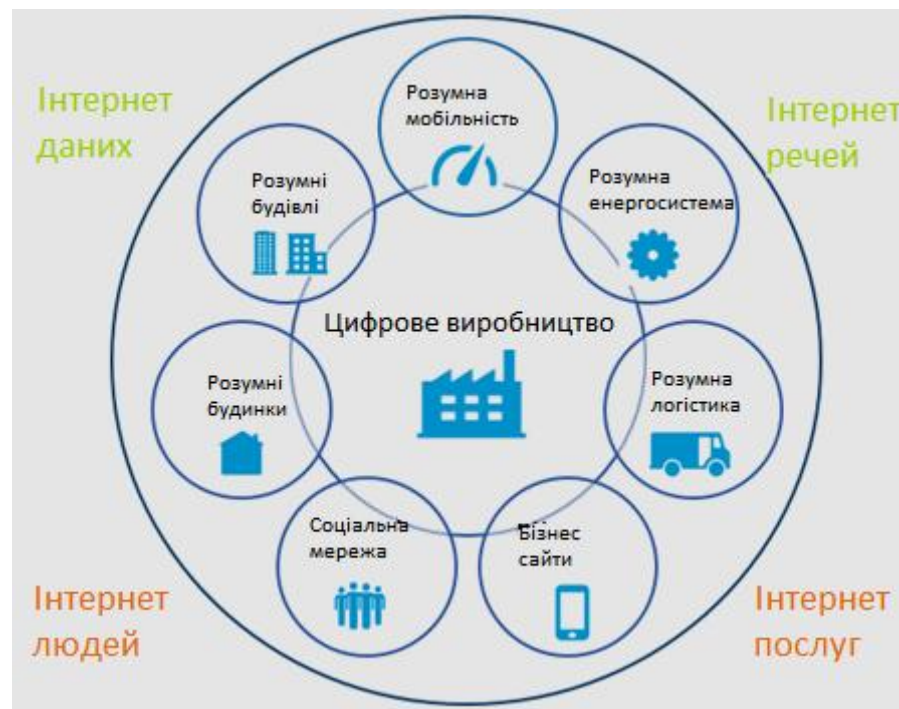 Інтернет
даних
Розумна
мобільність
Інтернет
речей
Розумні
будівлі
Розумна
енергосистема
Цифрове виробництво
Розумні
будинки
Розумна
логістика
Соціальна
мережа
Бізнес
сайти
Інтернет
людей
Інтернет
послуг